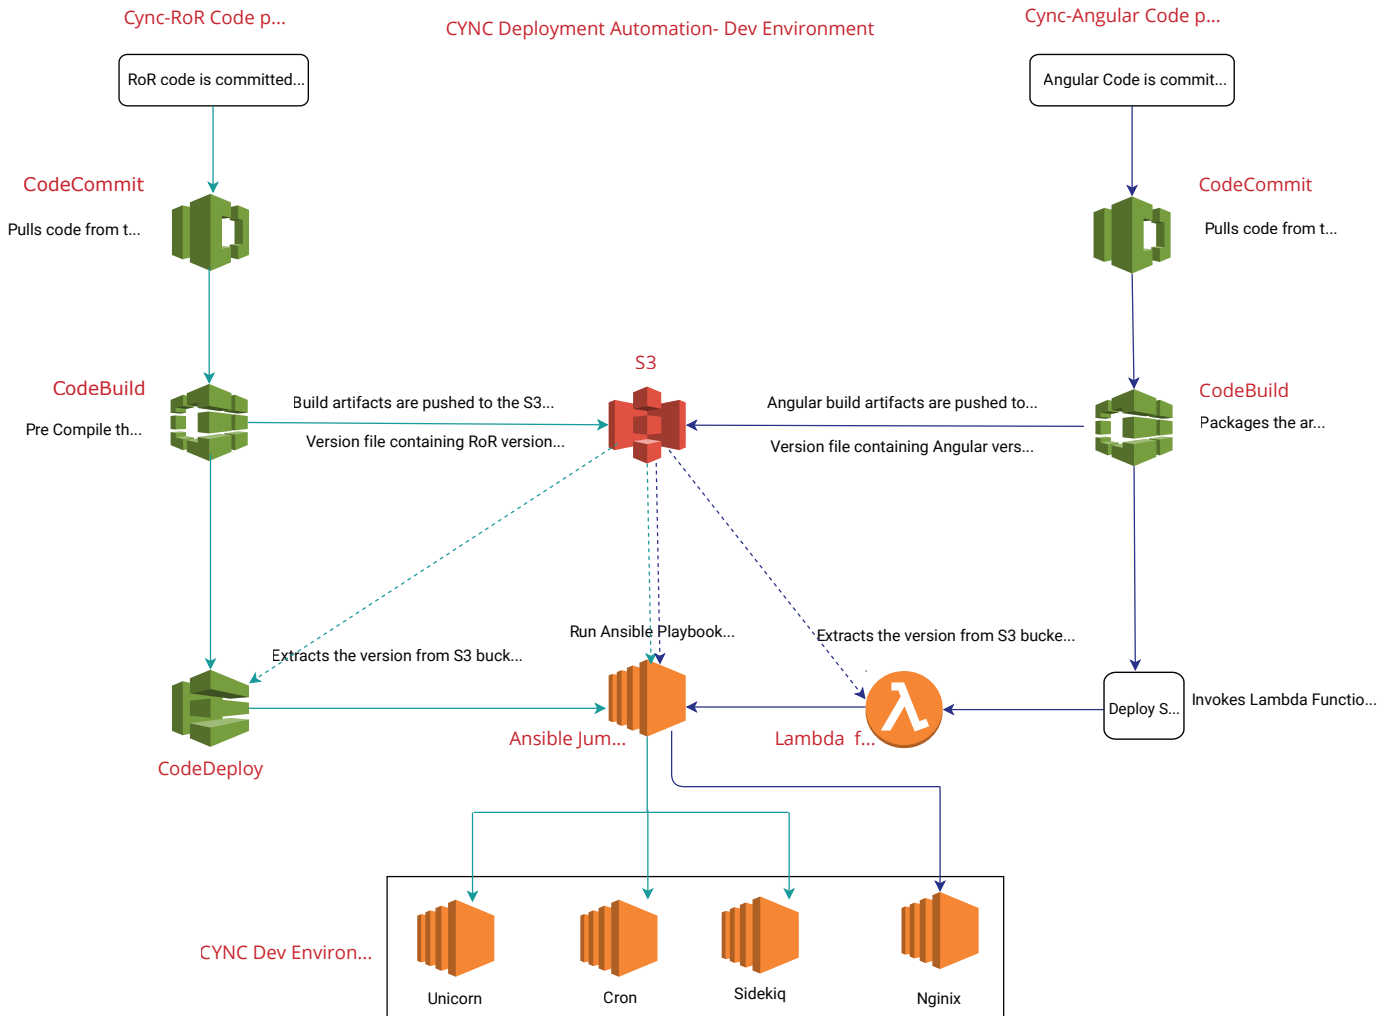 Cync-RoR Code p...
CYNC Deployment Automation- Dev Environment
Cync-Angular Code p...
RoR code is committed...
Angular Code is commit...
CodeCommit
Pulls code from t...
CodeCommit
Pulls code from t...
S3
CodeBuild
Pre Compile th...
Build artifacts are pushed to the S3...
Version file containing RoR version...
Angular build artifacts are pushed to...
Version file containing Angular vers...
CodeBuild
Packages the ar...
Run Ansible Playbook...
Extracts the version from S3 buck...
Extracts the version from S3 bucke...
Deploy S...
Invokes Lambda Functio...
Ansible Jum...
Lambda f...
CodeDeploy
CYNC Dev Environ...
Unicorn
Cron
Sidekiq
Nginix